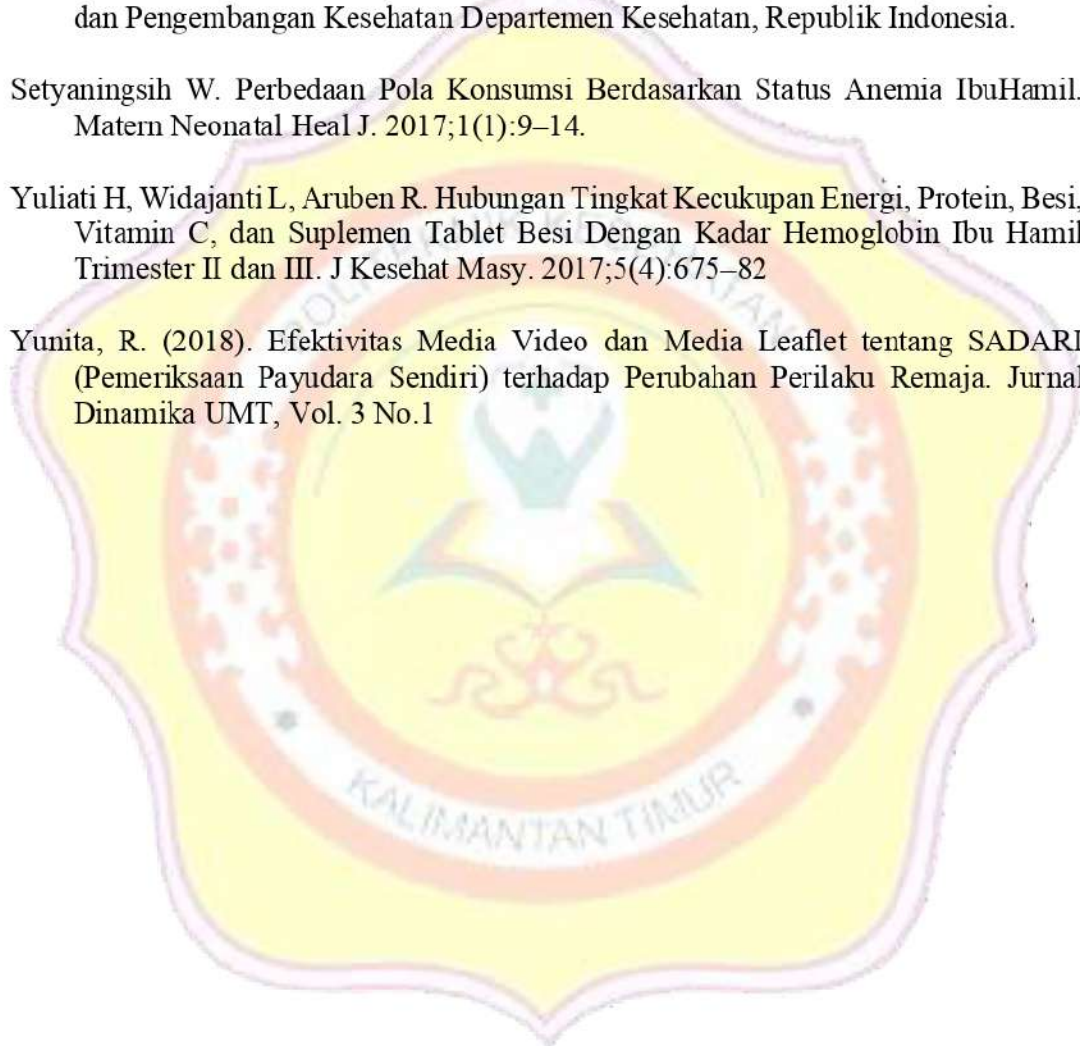 dan Pengembangan Kesehatan Departemen Kesehatan, Republik Indonesia.
Setyaningsih W. Perbedaan Pola Konsumsi Berdasarkan Status Anemia IbuHamil.
Matern Neonatal Heal J. 2017;1(1):9–14.
Yuliati H, Widajanti L, Aruben R. Hubungan Tingkat Kecukupan Energi, Protein, Besi,
Vitamin C, dan Suplemen Tablet Besi Dengan Kadar Hemoglobin Ibu Hamil
Trimester II dan III. J Kesehat Masy. 2017;5(4):675–82
Yunita, R. (2018). Efektivitas Media Video dan Media Leaflet tentang SADARI
(Pemeriksaan Payudara Sendiri) terhadap Perubahan Perilaku Remaja. Jurnal
Dinamika UMT, Vol. 3 No.1
POLITEKNIK KESEHATAN
KALIMANTAN TIMUR